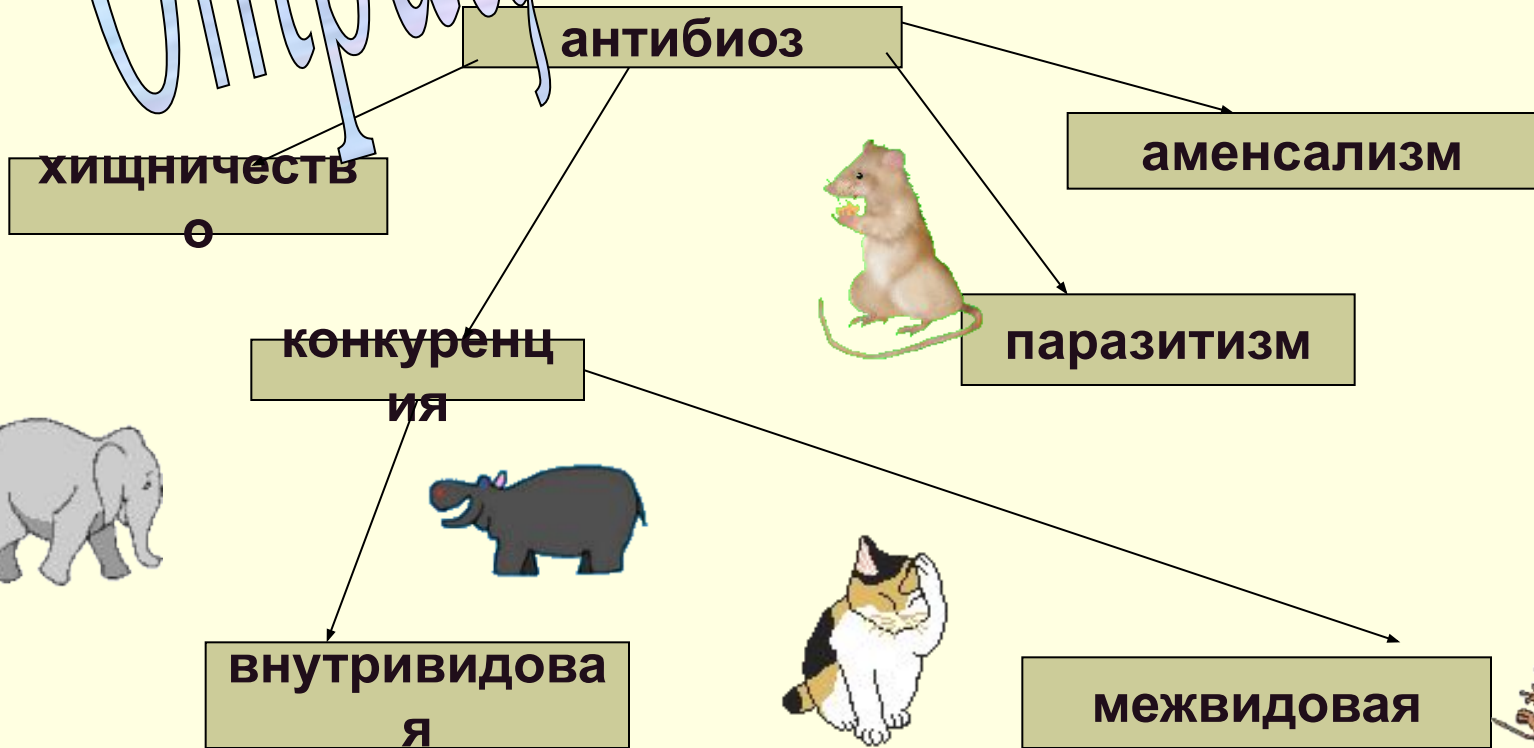 антибиоз
аменсализм
хищничеств
о
конкуренц
ия
паразитизм
внутривидова
я
межвидовая